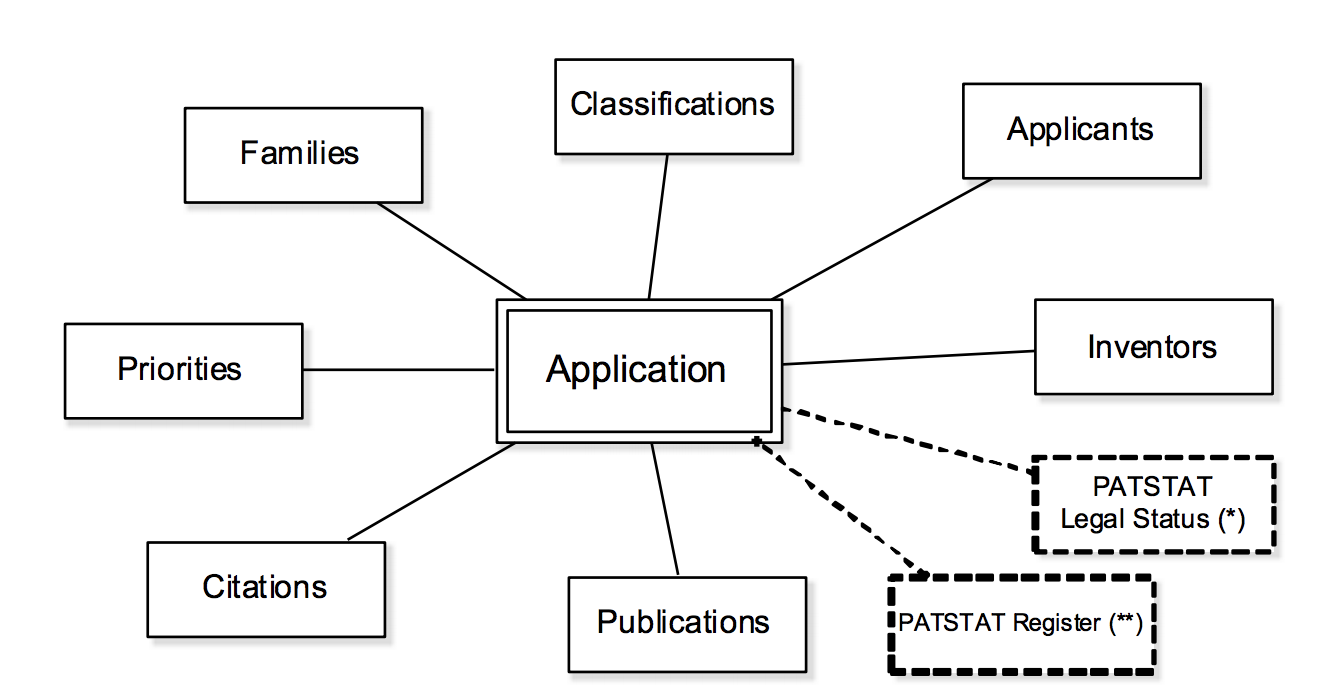 Classifications
Applicants
Families
Inventors
Priorities
Application
PATSTAT
Legal Status (*)
Citations
Publications
PATSTAT Register (**)